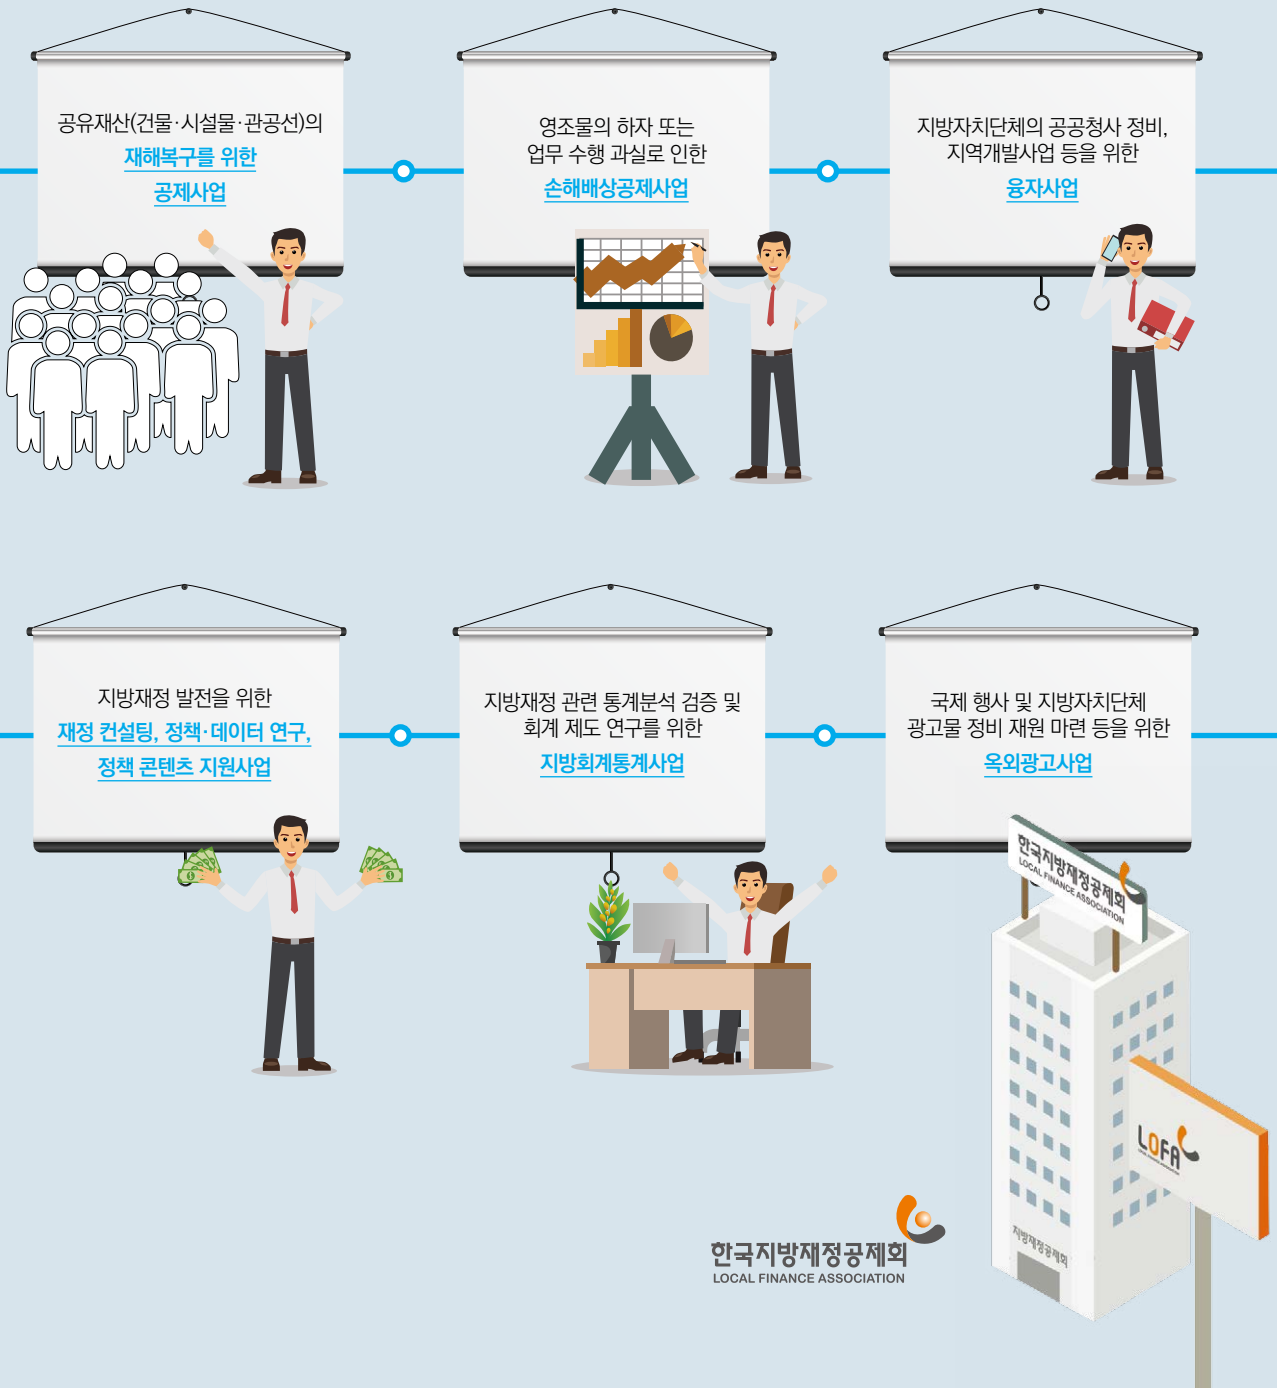 공유재산(건물·시설물·관공선)의
재해복구를 위한
공제사업
영조물의 하자 또는
업무 수행 과실로 인한
손해배상공제사업
지방자치단체의 공공청사 정비,
지역개발사업 등을 위한
융자사업
지방재정 발전을 위한
재정 컨설팅, 정책·데이터 연구,
정책 콘텐츠 지원사업
지방재정 관련 통계분석 검증 및
회계 제도 연구를 위한
지방회계통계사업
국제 행사 및 지방자치단체
광고물 정비 재원 마련 등을 위한
옥외광고사업
한국지방재정공제회
LOCAL FINANCE ASSOCIATION
LOFA
지방재정공제회
한국지방재정공제회
LOCAL FINANCE ASSOCIATION